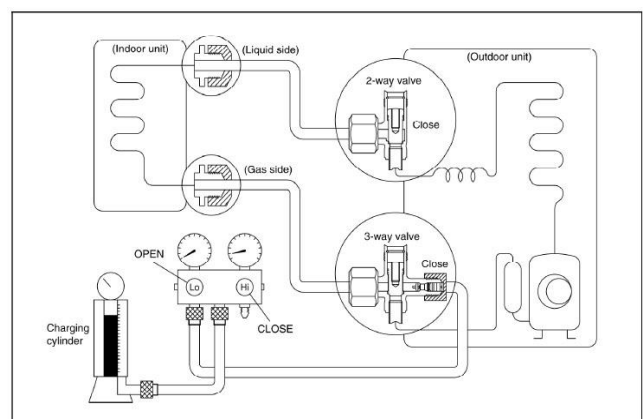 (Indoor unit)
(Liquid side)
(Outdoor unit)
2-way valve
Close
(Gas side)
3-way valve
Close
OPEN
Lo
Hi
CLOSE
Charging
cylinder